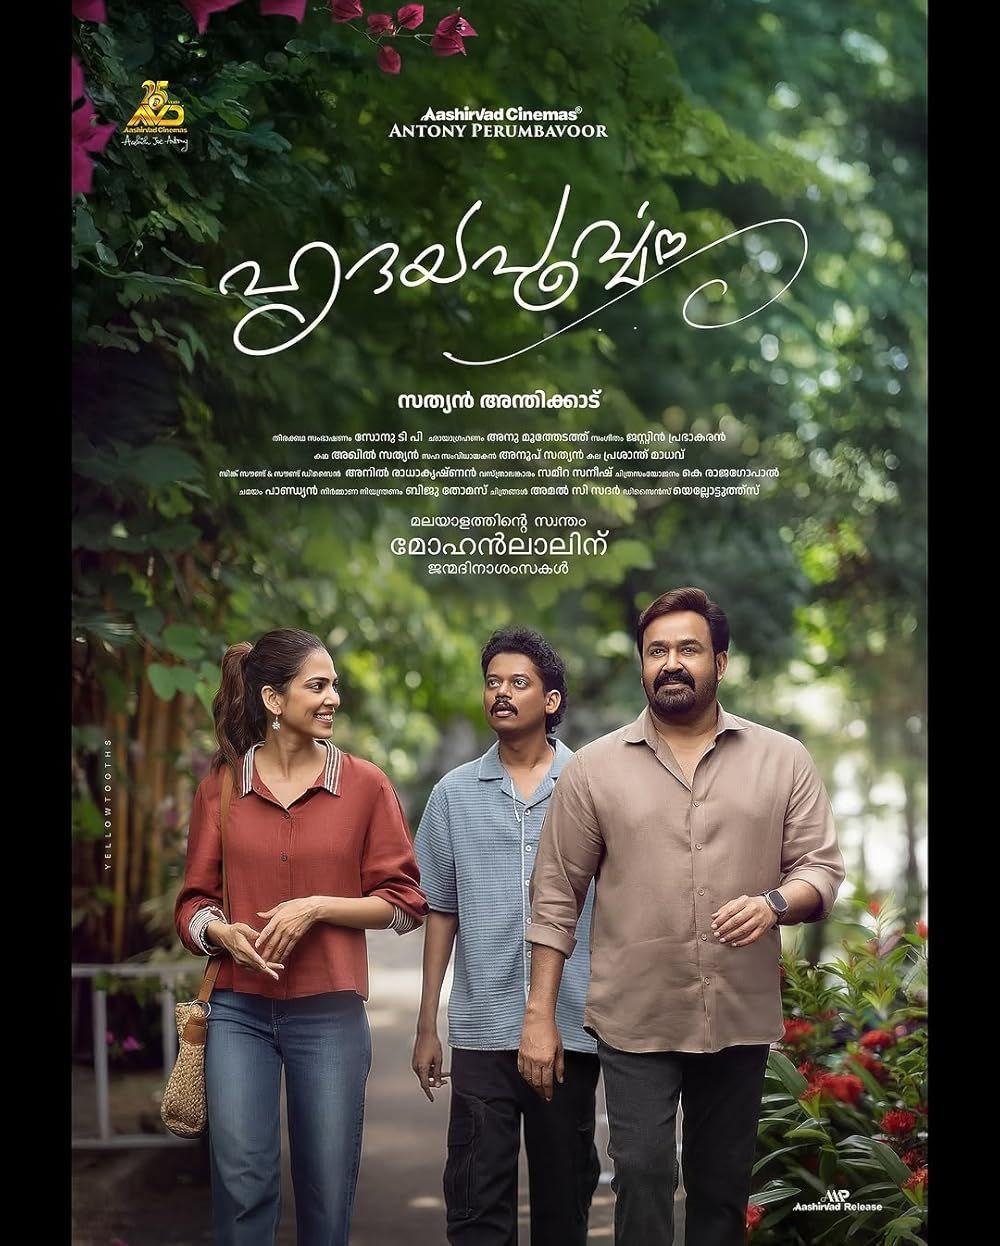 25
YEARS
Aashirvad Cinemas
Aashish Joe Antony
Aashirvad Cinemas®
ANTONY PERUMBAVOOR
ഹൃദയപൂർവ്വം
സത്യൻ അന്തിക്കാട്
തിരക്കഥ സംഭാഷണം സോനു ടി പി ഛായാഗ്രഹണം അനു മൂത്തേടത്ത് സംഗീതം ജസ്റ്റിൻ പ്രഭാകരൻ
കഥ അഖിൽ സത്യൻ സഹ സംവിധായകൻ അനൂപ് സത്യൻ കല പ്രശാന്ത് മാധവ്
സിങ്ക് സൗണ്ട് & സൗണ്ട് ഡിസൈൻ അനിൽ രാധാകൃഷ്ണൻ വസ്ത്രാലങ്കാരം സമീറ സനീഷ് ചിത്രസംയോജനം കെ രാജഗോപാൽ
ചമയം പാണ്ഡ്യൻ നിർമ്മാണ നിയന്ത്രണം ബിജു തോമസ് ചിത്രങ്ങൾ അമൽ സി സദർ ഡിസൈൻസ് യെല്ലോടൂത്ത്സ്
മലയാളത്തിന്റെ സ്വന്തം
മോഹൻലാലിന്
ജന്മദിനാശംസകൾ
YELLOWTOOTHS
Aashirvad Release